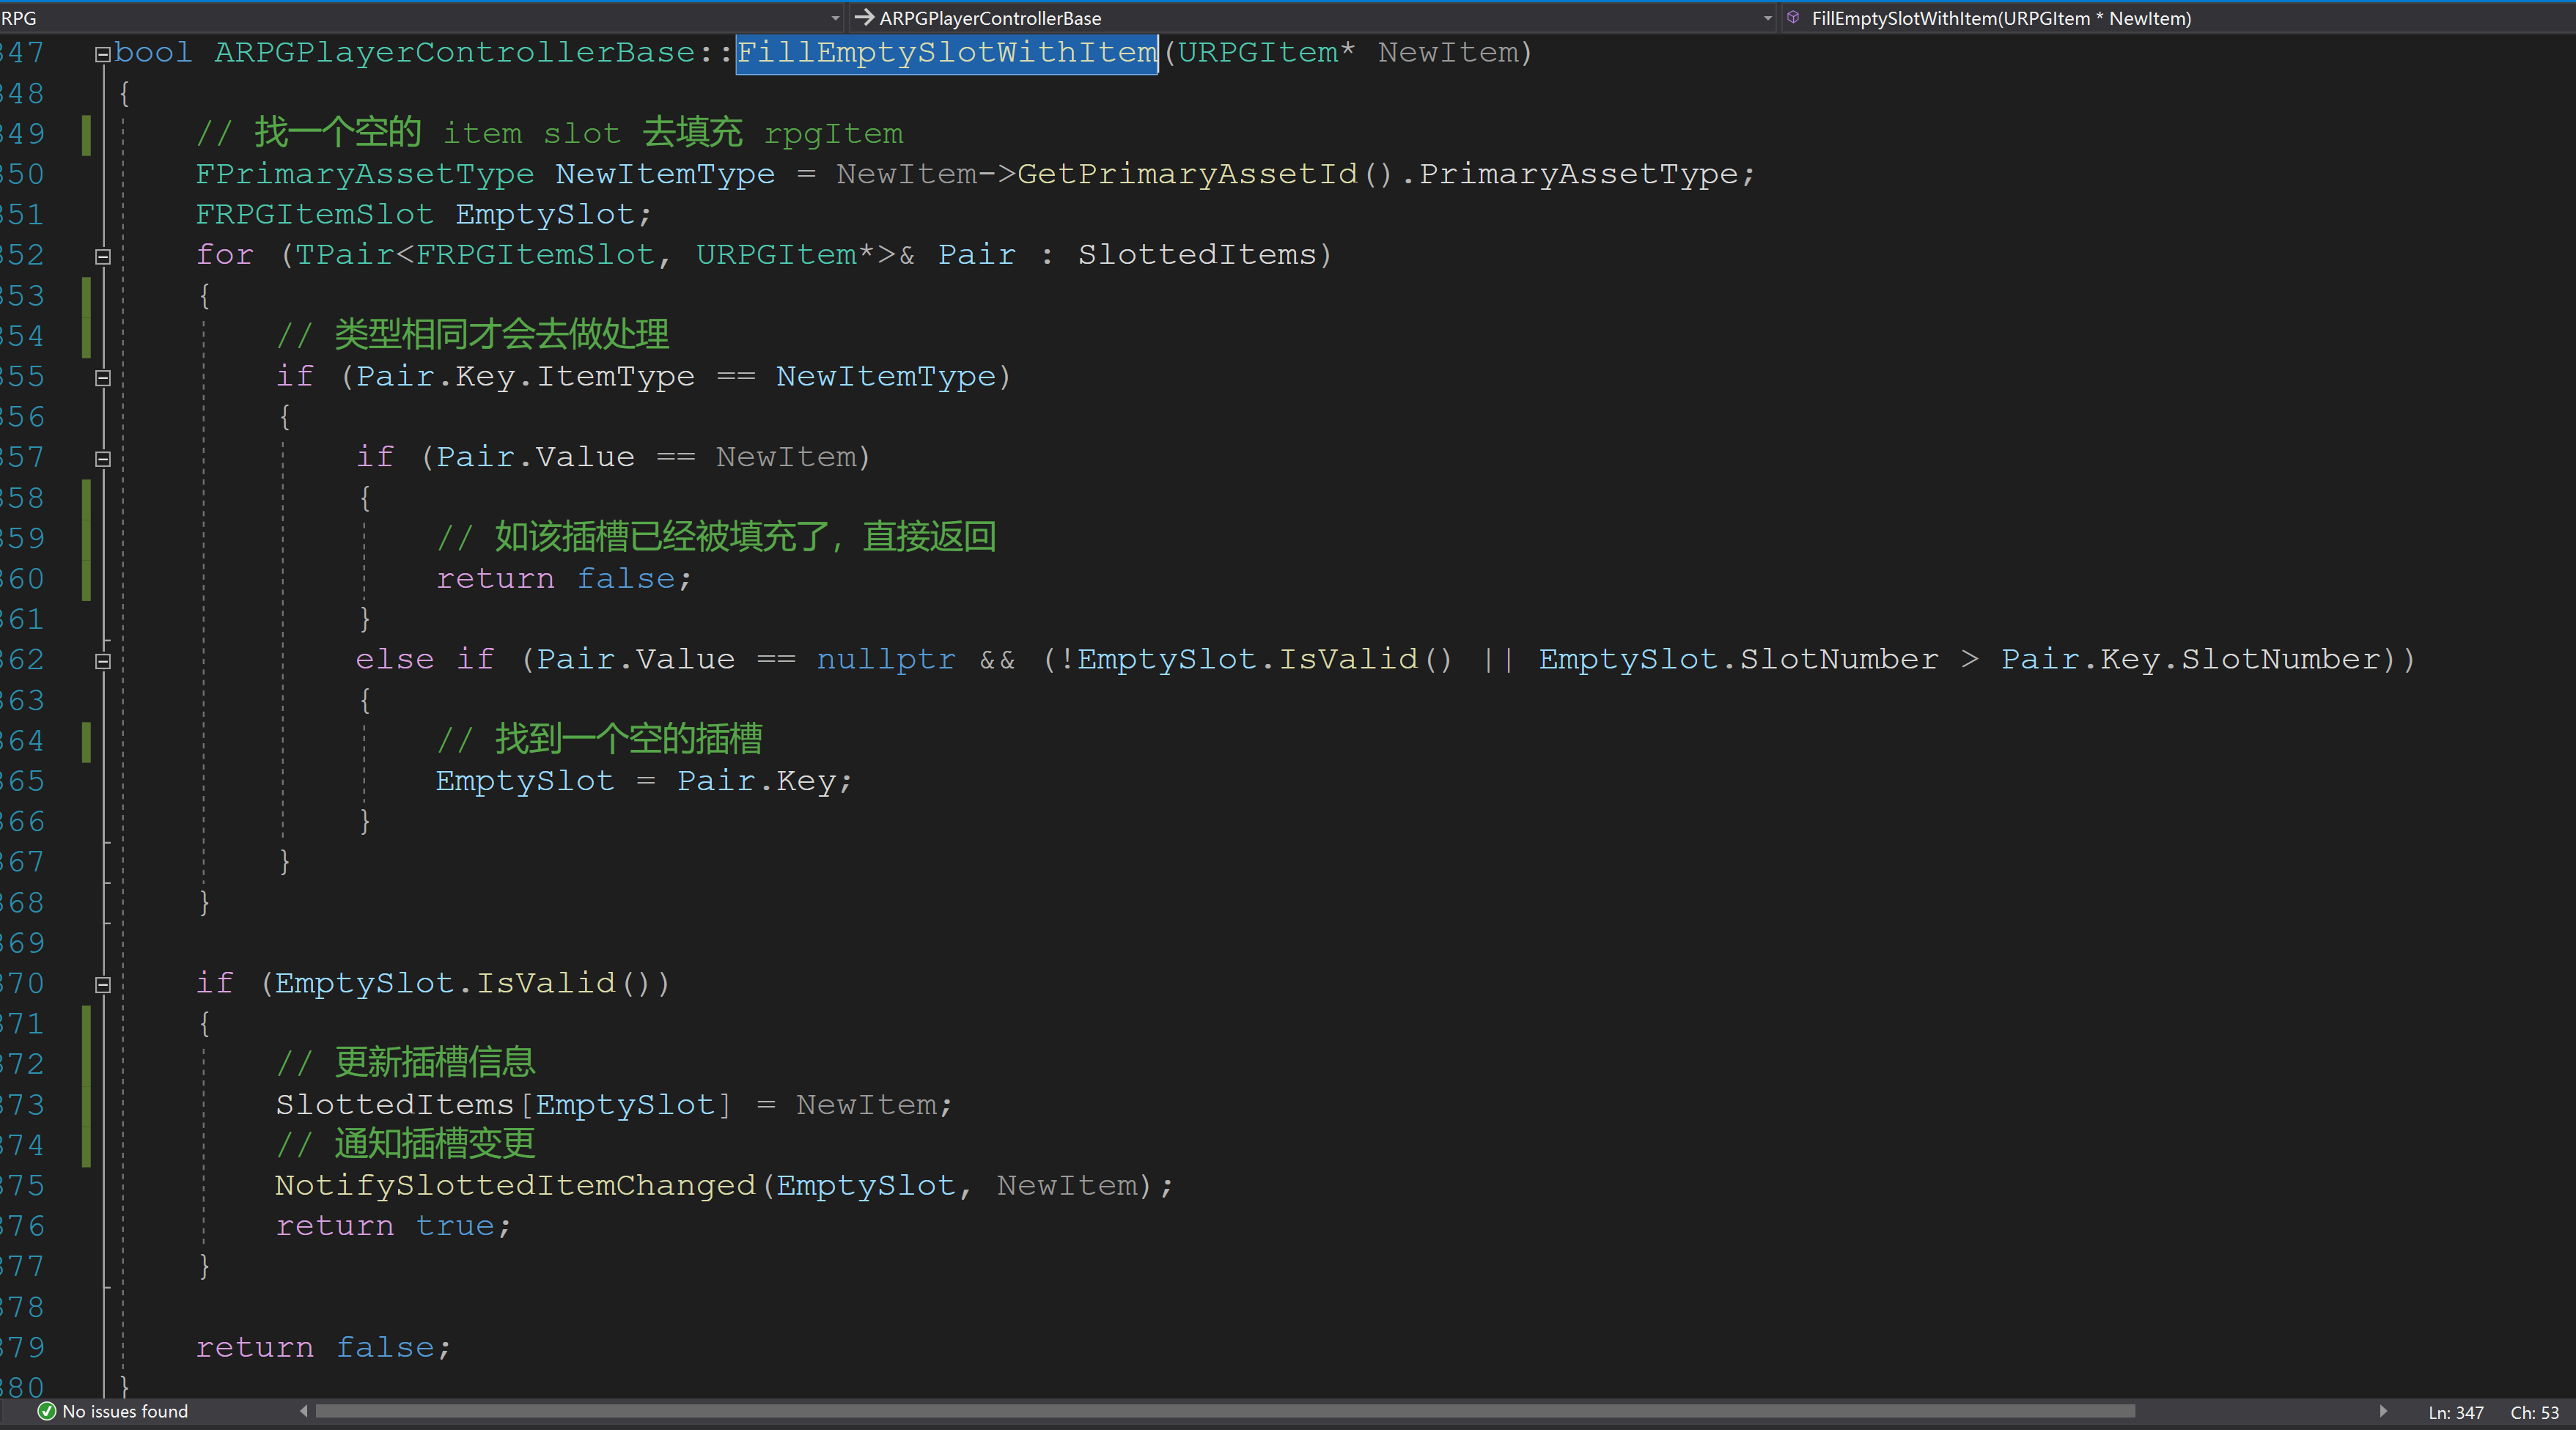 RPG ARPGPlayerControllerBase FillEmptySlotWithItem(URPGItem * NewItem)
347 bool ARPGPlayerControllerBase::FillEmptySlotWithItem(URPGItem* NewItem)
348 {
349 // 找一个空的 item slot 去填充 rpgItem
350 FPrimaryAssetType NewItemType = NewItem->GetPrimaryAssetId().PrimaryAssetType;
351 FRPGItemSlot EmptySlot;
352 for (TPair<FRPGItemSlot, URPGItem*>& Pair : SlottedItems)
353 {
354 // 类型相同才会去做处理
355 if (Pair.Key.ItemType == NewItemType)
356 {
357 if (Pair.Value == NewItem)
358 {
359 // 如该插槽已经被填充了，直接返回
360 return false;
361 }
362 else if (Pair.Value == nullptr && (!EmptySlot.IsValid() || EmptySlot.SlotNumber > Pair.Key.SlotNumber))
363 {
364 // 找到一个空的插槽
365 EmptySlot = Pair.Key;
366 }
367 }
368 }
369
370 if (EmptySlot.IsValid())
371 {
372 // 更新插槽信息
373 SlottedItems[EmptySlot] = NewItem;
374 // 通知插槽变更
375 NotifySlottedItemChanged(EmptySlot, NewItem);
376 return true;
377 }
378
379 return false;
380 }
No issues found Ln: 347 Ch: 53